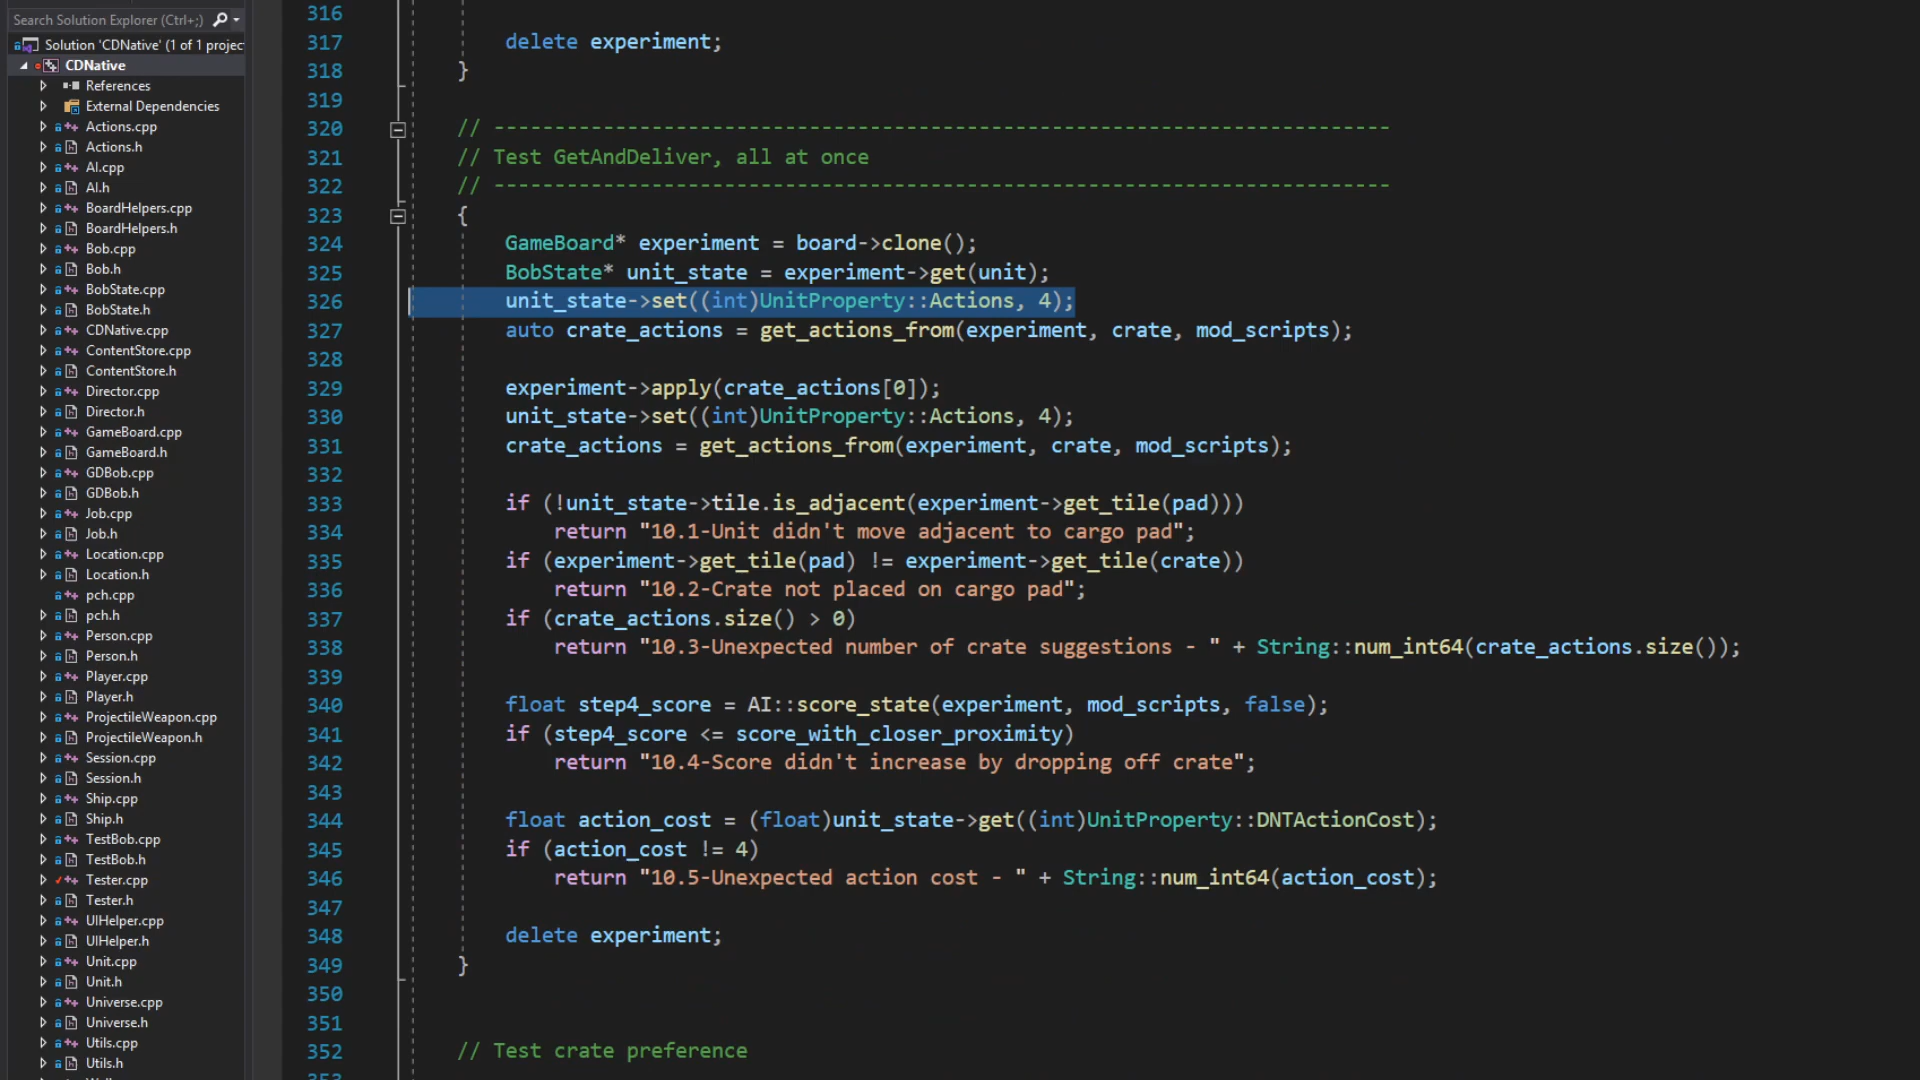 Search Solution Explorer (Ctrl+;)
Solution 'CDNative' (1 of 1 projec
CDNative
References
External Dependencies
Actions.cpp
Actions.h
AI.cpp
AI.h
BoardHelpers.cpp
BoardHelpers.h
Bob.cpp
Bob.h
BobState.cpp
BobState.h
CDNative.cpp
ContentStore.cpp
ContentStore.h
Director.cpp
Director.h
GameBoard.cpp
GameBoard.h
GDBob.cpp
GDBob.h
Job.cpp
Job.h
Location.cpp
Location.h
pch.cpp
pch.h
Person.cpp
Person.h
Player.cpp
Player.h
ProjectileWeapon.cpp
ProjectileWeapon.h
Session.cpp
Session.h
Ship.cpp
Ship.h
TestBob.cpp
TestBob.h
Tester.cpp
Tester.h
UIHelper.cpp
UIHelper.h
Unit.cpp
Unit.h
Universe.cpp
Universe.h
Utils.cpp
Utils.h
316
317 delete experiment;
318 }
319
320 // --------------------------------------------------------------------------
321 // Test GetAndDeliver, all at once
322 // --------------------------------------------------------------------------
323 {
324 GameBoard* experiment = board->clone();
325 BobState* unit_state = experiment->get(unit);
326 unit_state->set((int)UnitProperty::Actions, 4);
327 auto crate_actions = get_actions_from(experiment, crate, mod_scripts);
328
329 experiment->apply(crate_actions[0]);
330 unit_state->set((int)UnitProperty::Actions, 4);
331 crate_actions = get_actions_from(experiment, crate, mod_scripts);
332
333 if (!unit_state->tile.is_adjacent(experiment->get_tile(pad)))
334 return "10.1-Unit didn't move adjacent to cargo pad";
335 if (experiment->get_tile(pad) != experiment->get_tile(crate))
336 return "10.2-Crate not placed on cargo pad";
337 if (crate_actions.size() > 0)
338 return "10.3-Unexpected number of crate suggestions - " + String::num_int64(crate_actions.size());
339
340 float step4_score = AI::score_state(experiment, mod_scripts, false);
341 if (step4_score <= score_with_closer_proximity)
342 return "10.4-Score didn't increase by dropping off crate";
343
344 float action_cost = (float)unit_state->get((int)UnitProperty::DNTActionCost);
345 if (action_cost != 4)
346 return "10.5-Unexpected action cost - " + String::num_int64(action_cost);
347
348 delete experiment;
349 }
350
351
352 // Test crate preference